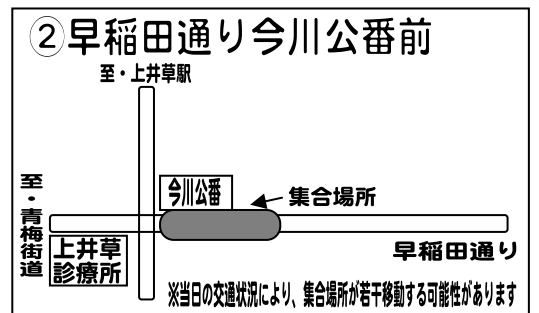 ②早稲田通り今川公番前
至・上井草駅
今川公番
集合場所
至・青梅街道
上井草
診療所
早稲田通り
※当日の交通状況により、集合場所が若干移動する可能性があります